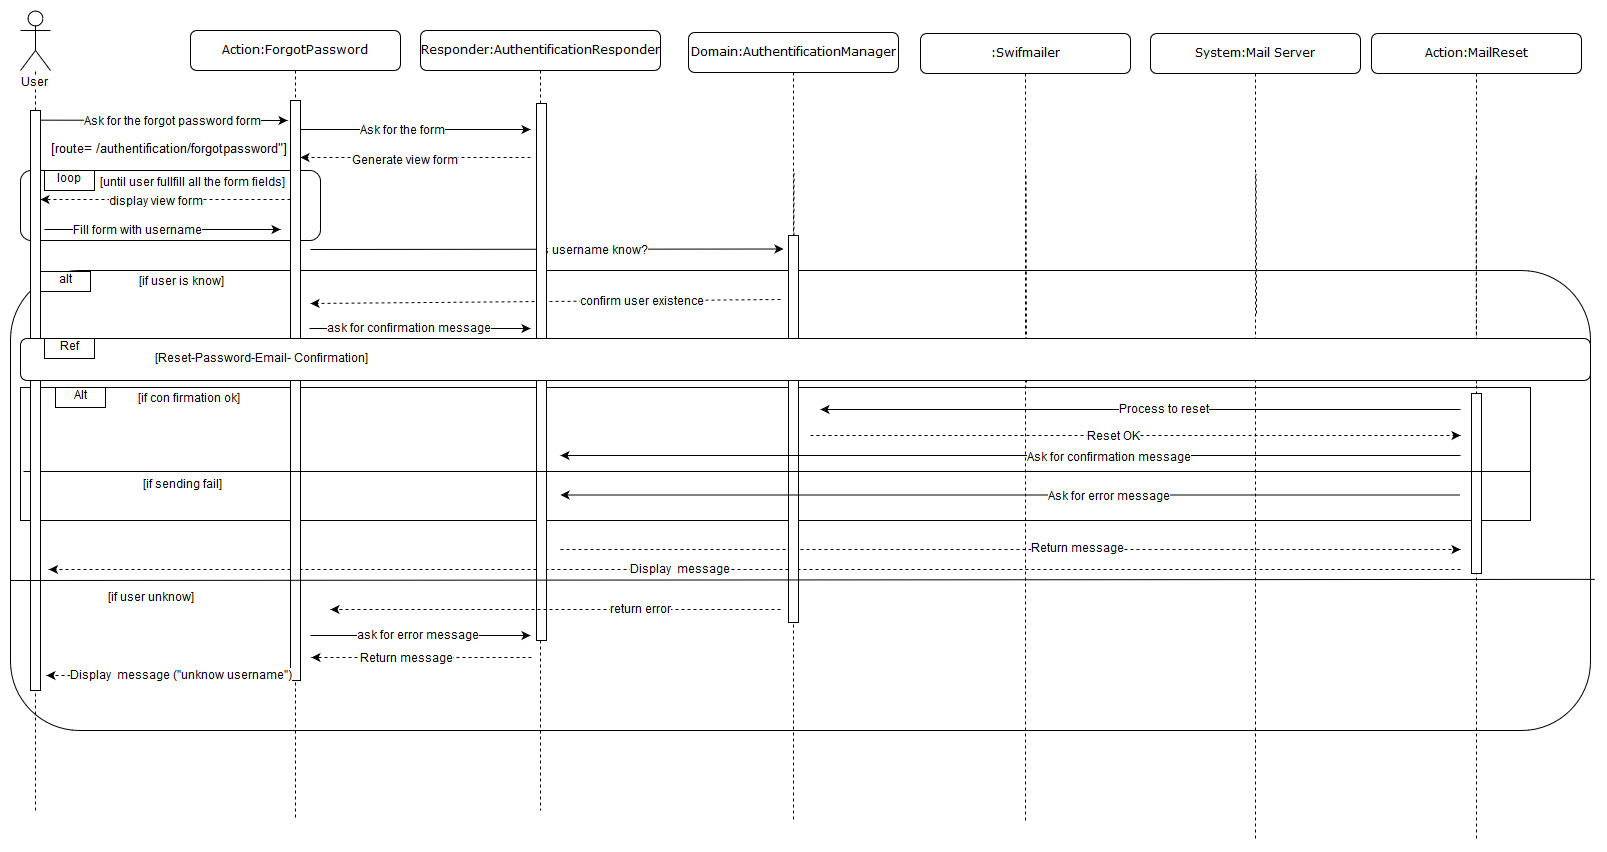 User
Action:ForgotPassword
Responder:AuthentificationResponder
Domain:AuthentificationManager
:Swifmailer
System:Mail Server
Action:MailReset
Ask for the forgot password form
Ask for the form
[route= /authentification/forgotpassword"]
Generate view form
loop
[until user fullfill all the form fields]
display view form
Fill form with username
username know?
alt
[if user is know]
confirm user existence
ask for confirmation message
Ref
[Reset-Password-Email- Confirmation]
Alt
[if con firmation ok]
Process to reset
Reset OK
Ask for confirmation message
[if sending fail]
Ask for error message
Return message
Display  message
[if user unknow]
return error
ask for error message
Return message
Display  message ("unknow username")